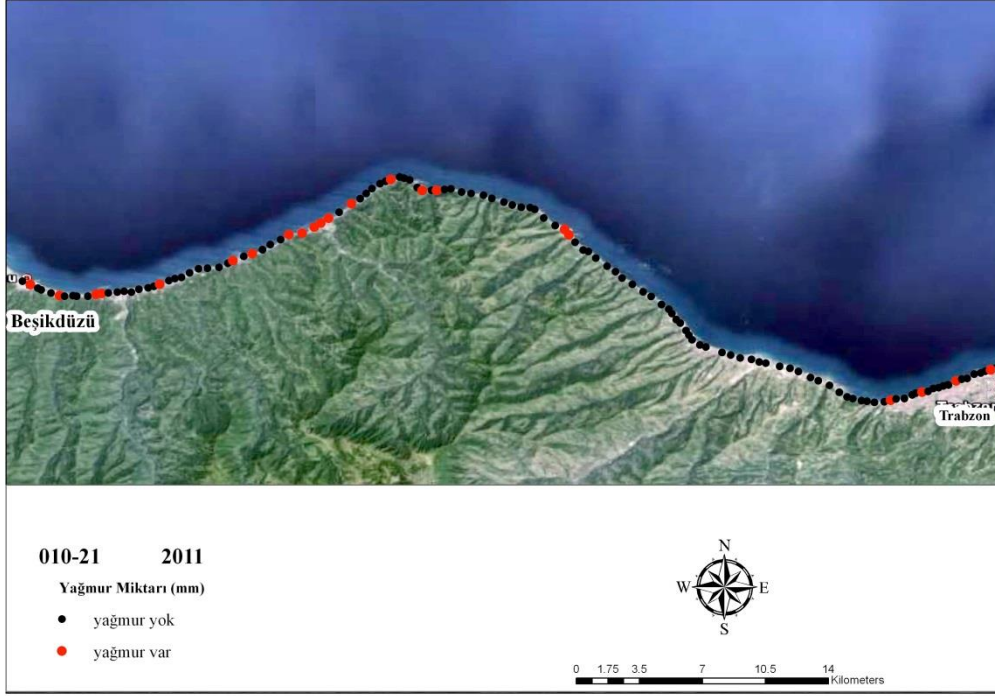 Beşikdüzü
Trabzon
Trabzon
010-21 2011
Yağmur Miktarı (mm)
yağmur yok
yağmur var
N
W E
S
0 1.75 3.5 7 10.5 14
Kilometers